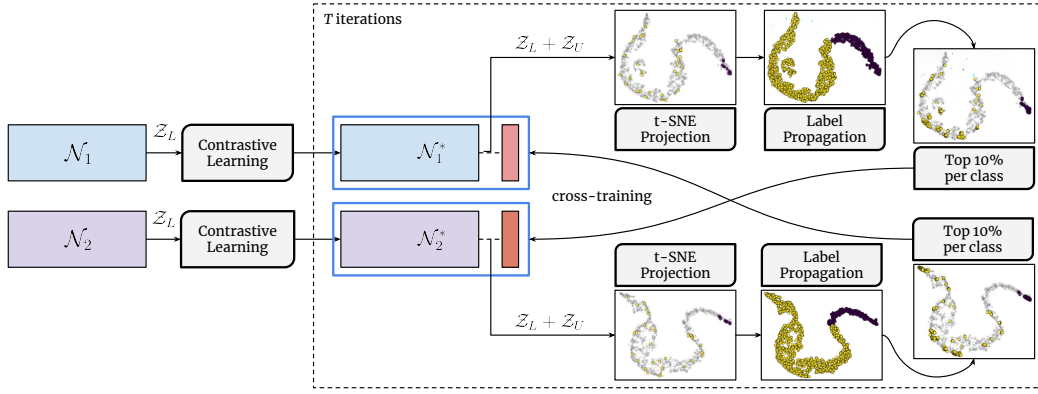 T iterations
𝒵_L + 𝒵_U
t-SNE
Projection
Label
Propagation
𝒩_1
𝒵_L
Contrastive
Learning
𝒩_1^*
Top 10%
per class
cross-training
𝒩_2
𝒵_L
Contrastive
Learning
𝒩_2^*
Top 10%
per class
t-SNE
Projection
Label
Propagation
𝒵_L + 𝒵_U